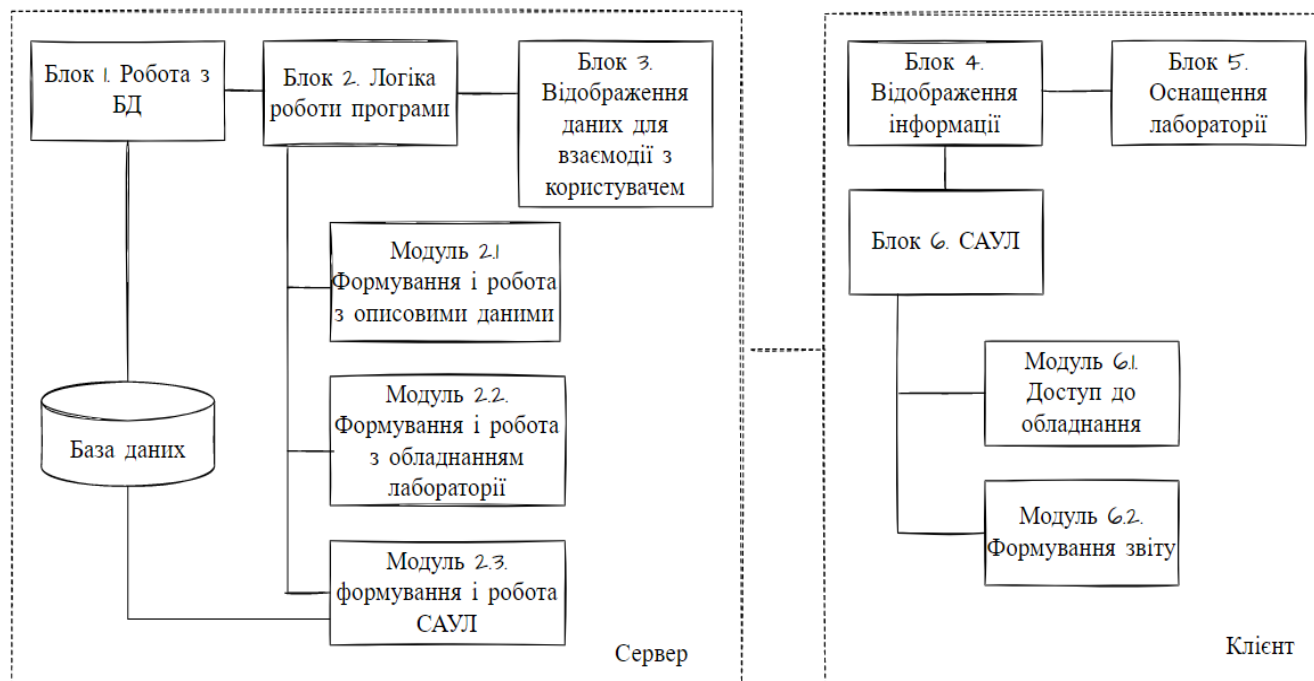 Блок 1. Робота з
БД
Блок 2. Логіка
роботи програми
Блок 3.
Відображення
даних для
взаємодії з
користувачем
Модуль 2.1
Формування і робота
з описовими даними
Модуль 2.2.
Формування і робота
з обладнанням
лабораторії
Модуль 2.3.
формування і робота
САУЛ
База даних
Сервер
Блок 4.
Відображення
інформації
Блок 5.
Оснащення
лабораторії
Блок 6. САУЛ
Модуль 6.1.
Доступ до
обладнання
Модуль 6.2.
Формування звіту
Клієнт